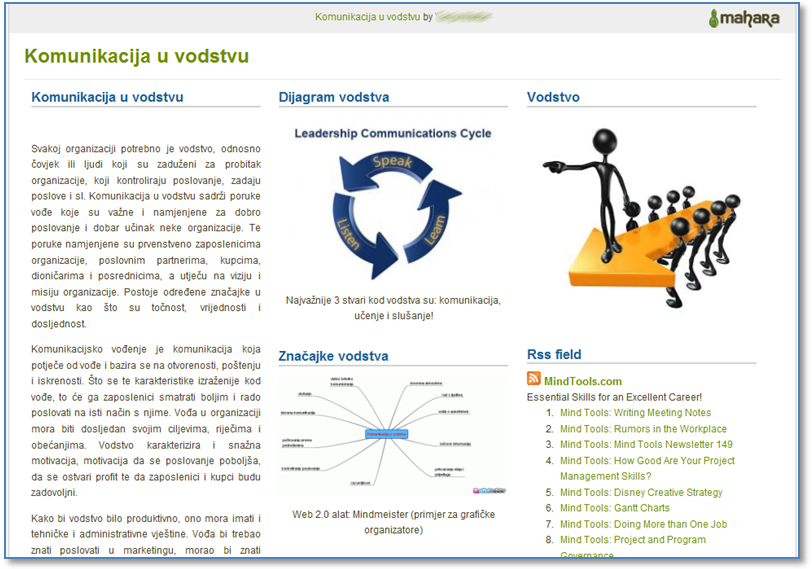 Komunikacija u vodstvu by
mahara
Komunikacija u vodstvu
Komunikacija u vodstvu
Svakoj organizaciji potrebno je vodstvo, odnosno
čovjek ili ljudi koji su zaduženi za probitak
organizacije, koji kontroliraju poslovanje, zadaju
poslove i sl. Komunikacija u vodstvu sadrži poruke
vođe koje su važne i namjenjene za dobro
poslovanje i dobar učinak neke organizacije. Te
poruke namjenjene su prvenstveno zaposlenicima
organizacije, poslovnim partnerima, kupcima,
dioničarima i posrednicima, a utječu na viziju i
misiju organizacije. Postoje određene značajke u
vodstvu kao što su točnost, vrijednosti i
dosljednost.
Komunikacijsko vođenje je komunikacija koja
potječe od vođe i bazira se na otvorenosti, poštenju
i iskrenosti. Što se te karakteristike izraženije kod
vođe, to će ga zaposlenici smatrati boljim i rado
poslovati na isti način s njime. Vođa u organizaciji
mora biti dosljedan svojim ciljevima, riječima i
obećanjima. Vodstvo karakterizira i snažna
motivacija, motivacija da se poslovanje poboljša,
da se ostvari profit te da zaposlenici i kupci budu
zadovoljni.
Kako bi vodstvo bilo produktivno, ono mora imati i
tehničke i administrativne vještine. Vođa bi trebao
znati poslovati u marketingu, morao bi znati
Dijagram vodstva
Leadership Communications Cycle
Speak
Listen
Learn
Najvažnije 3 stvari kod vodstva su: komunikacija,
učenje i slušanje!
Značajke vodstva
Web 2.0 alat: Mindmeister (primjer za grafičke
organizatore)
Vodstvo
Rss field
MindTools.com
Essential Skills for an Excellent Career!
1. Mind Tools: Writing Meeting Notes
2. Mind Tools: Rumors in the Workplace
3. Mind Tools: Mind Tools Newsletter 149
4. Mind Tools: How Good Are Your Project
Management Skills?
5. Mind Tools: Disney Creative Strategy
6. Mind Tools: Gantt Charts
7. Mind Tools: Doing More than One Job
8. Mind Tools: Project and Program
Governance